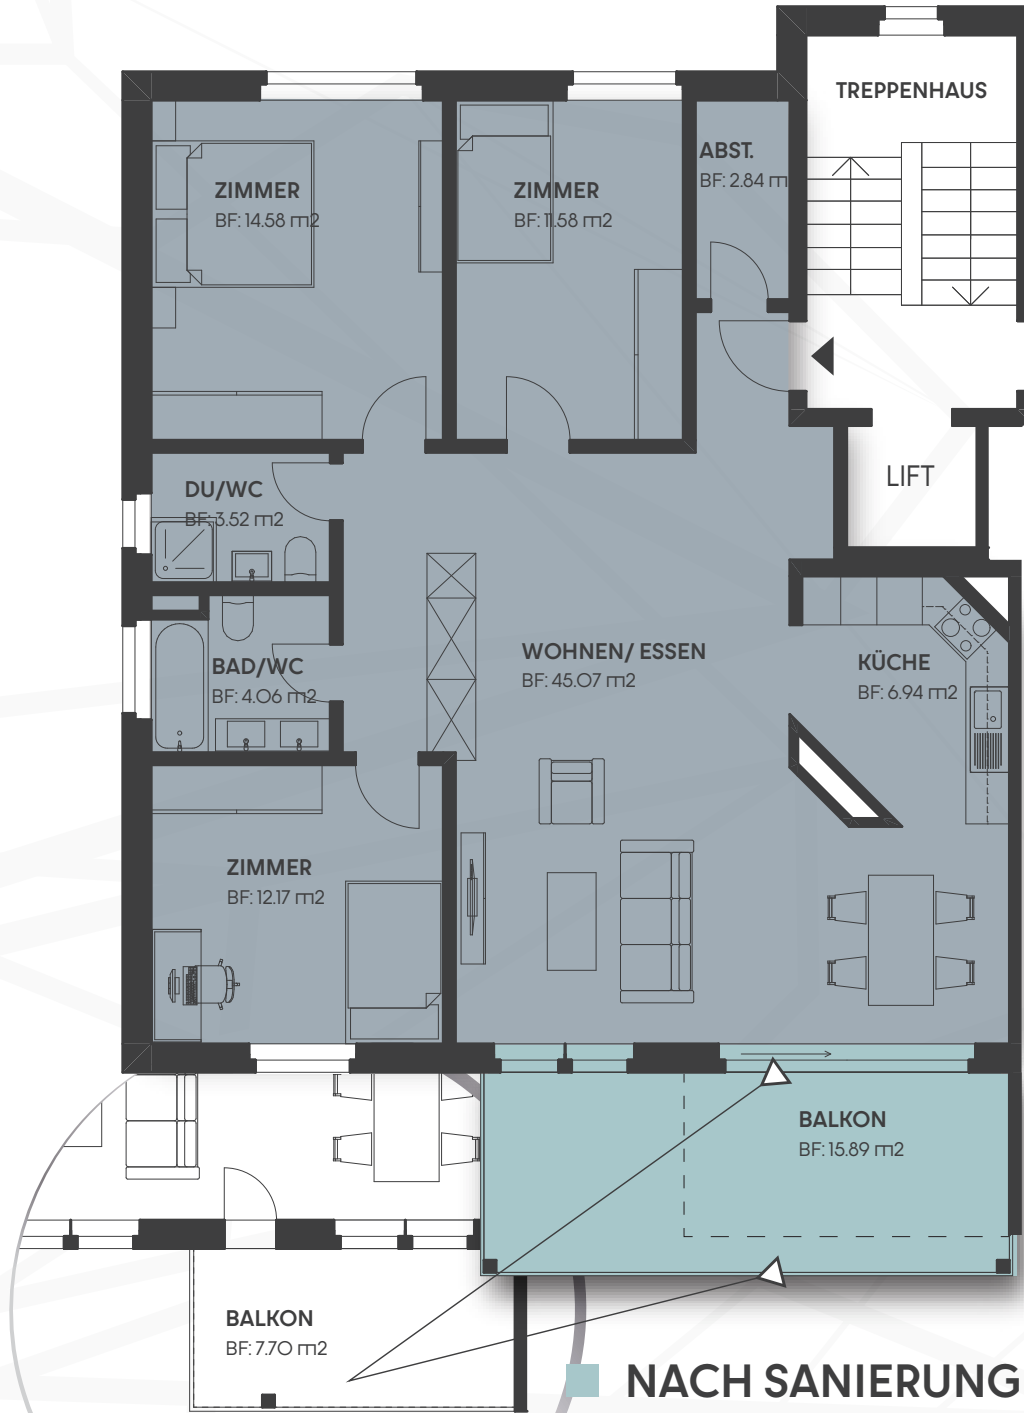 TREPPENHAUS
ABST.
BF: 2.84 m
ZIMMER
BF: 14.58 m2
ZIMMER
BF: 11.58 m2
LIFT
DU/WC
BF: 3.52 m2
WOHNEN/ ESSEN
BF: 45.07 m2
KÜCHE
BF: 6.94 m2
BAD/WC
BF: 4.06 m2
ZIMMER
BF: 12.17 m2
BALKON
BF: 15.89 m2
BALKON
BF: 7.70 m2
NACH SANIERUNG